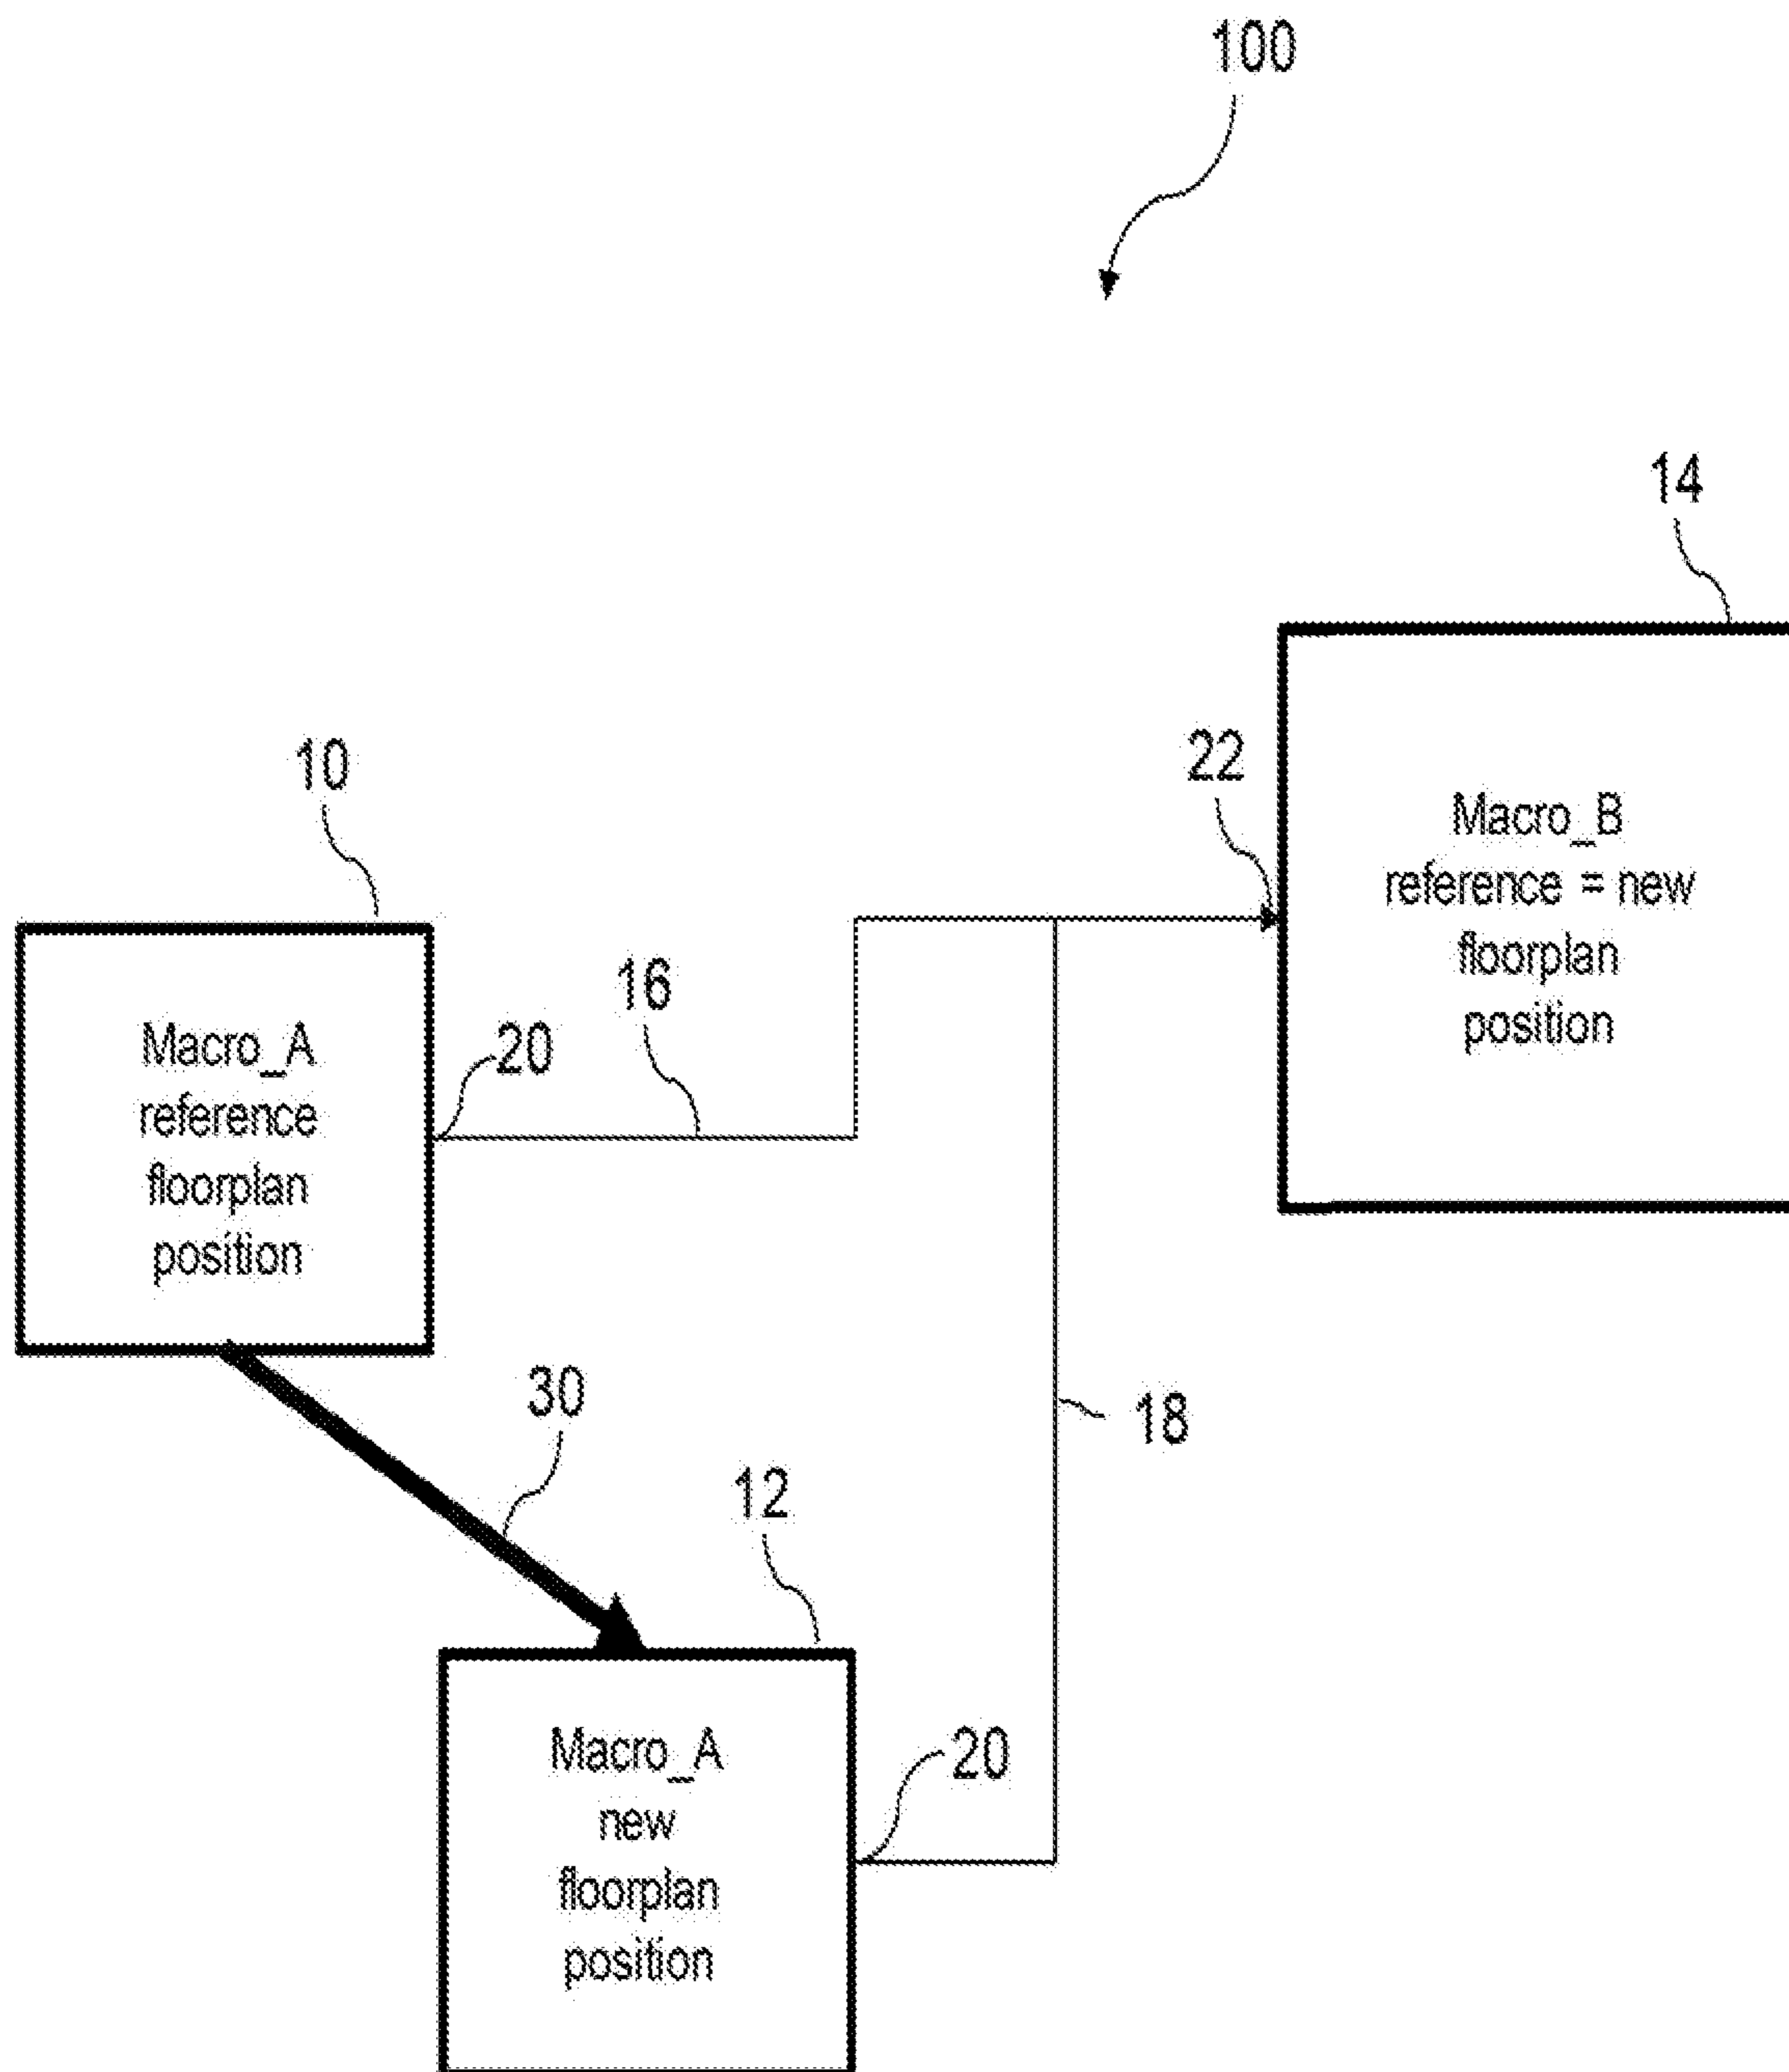 100
14
Macro_B
reference = new
floorplan
position
22
10
Macro_A
reference
floorplan
position
20
16
30
18
12
Macro_A
new
floorplan
position
20